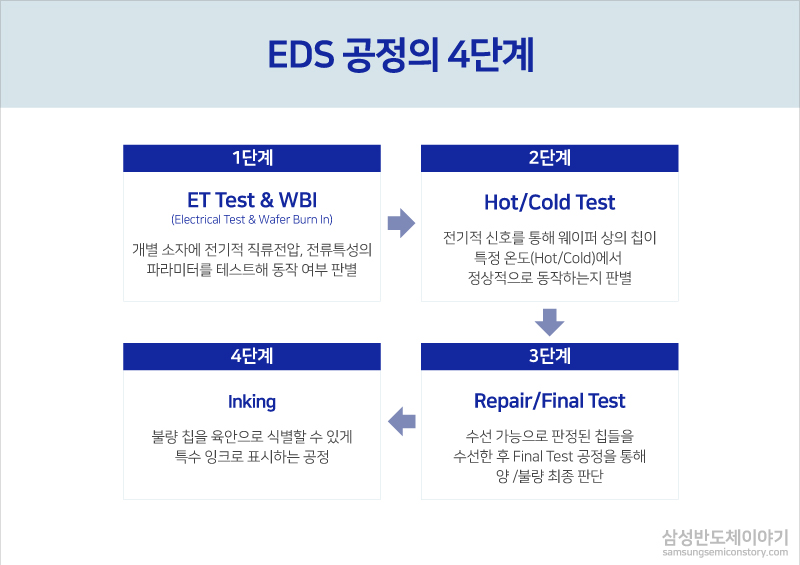 EDS 공정의 4단계
1단계
ET Test & WBI
(Electrical Test & Wafer Burn In)
개별 소자에 전기적 직류전압, 전류특성의
파라미터를 테스트해 동작 여부 판별
2단계
Hot/Cold Test
전기적 신호를 통해 웨이퍼 상의 칩이
특정 온도(Hot/Cold)에서
정상적으로 동작하는지 판별
3단계
Repair/Final Test
수선 가능으로 판정된 칩들을
수선한 후 Final Test 공정을 통해
양 /불량 최종 판단
4단계
Inking
불량 칩을 육안으로 식별할 수 있게
특수 잉크로 표시하는 공정
삼성반도체이야기
samsungsemiconstory.com